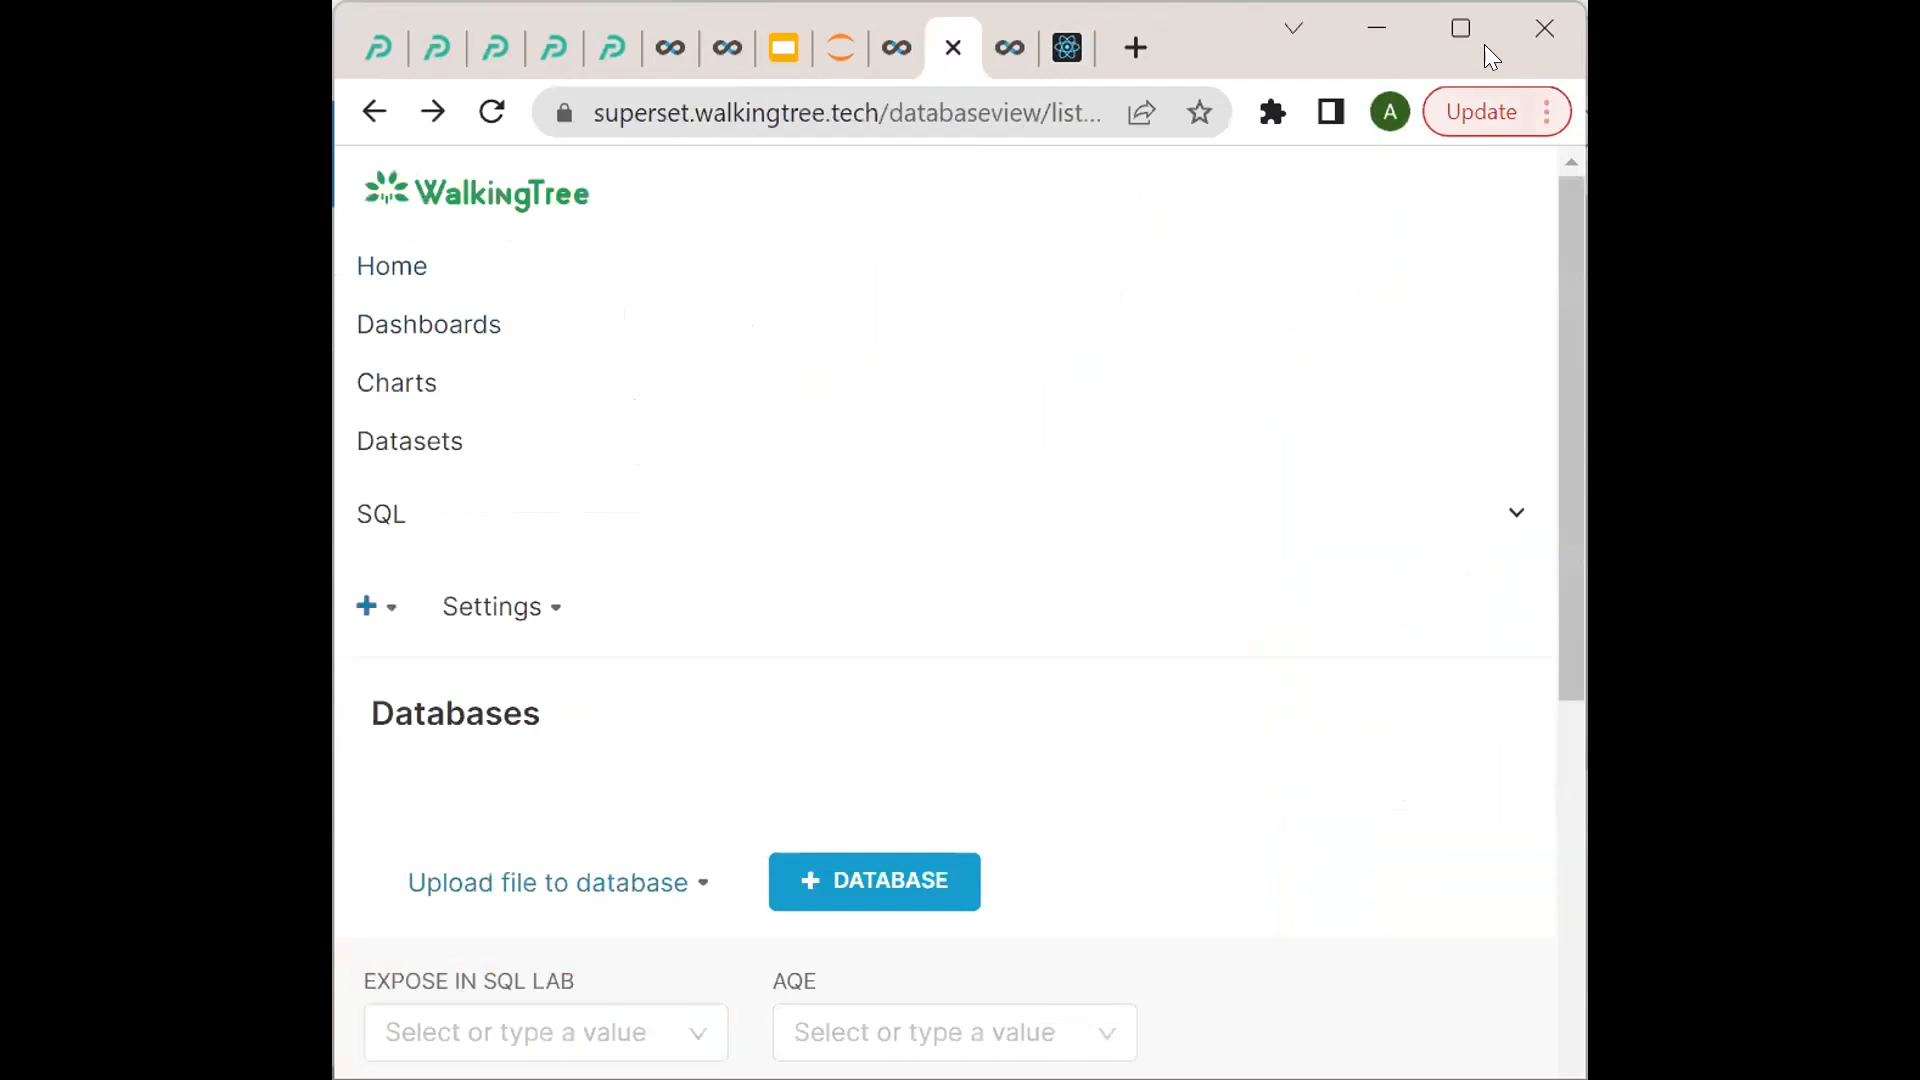 superset.walkingtree.tech/databaseview/list...
A
Update
WalkingTree
Home
Dashboards
Charts
Datasets
SQL
Settings
Databases
Upload file to database
+ DATABASE
EXPOSE IN SQL LAB
AQE
Select or type a value
Select or type a value